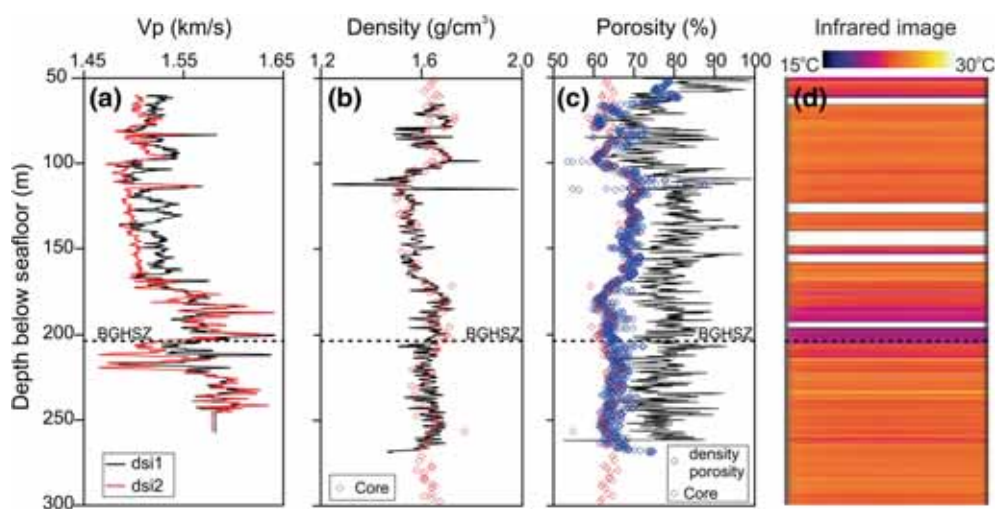 Vp (km/s)
1.45 1.55 1.65
Density (g/cm³)
1,2 1.6 2.0
Porosity (%)
50 60 70 80 90 100
Infrared image
15°C 30°C
Depth below seafloor (m)
50
100
150
200
250
300
(a)
(b)
(c)
(d)
BGHSZ
BGHSZ
BGHSZ
dsi1
dsi2
Core
density
porosity
Core